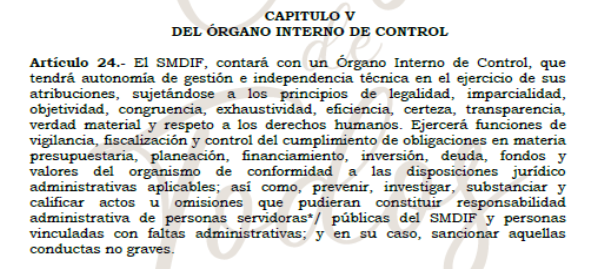 CAPITULO V
DEL ÓRGANO INTERNO DE CONTROL
Artículo 24.- El SMDIF, contará con un Órgano Interno de Control, que
tendrá autonomía de gestión e independencia técnica en el ejercicio de sus
atribuciones, sujetándose a los principios de legalidad, imparcialidad,
objetividad, congruencia, exhaustividad, eficiencia, certeza, transparencia,
verdad material y respeto a los derechos humanos. Ejercerá funciones de
vigilancia, fiscalización y control del cumplimiento de obligaciones en materia
presupuestaria, planeación, financiamiento, inversión, deuda, fondos y
valores del organismo de conformidad a las disposiciones jurídico
administrativas aplicables; así como, prevenir, investigar, substanciar y
calificar actos u omisiones que pudieran constituir responsabilidad
administrativa de personas servidoras*/ públicas del SMDIF y personas
vinculadas con faltas administrativas; y en su caso, sancionar aquellas
conductas no graves.
de
Todos